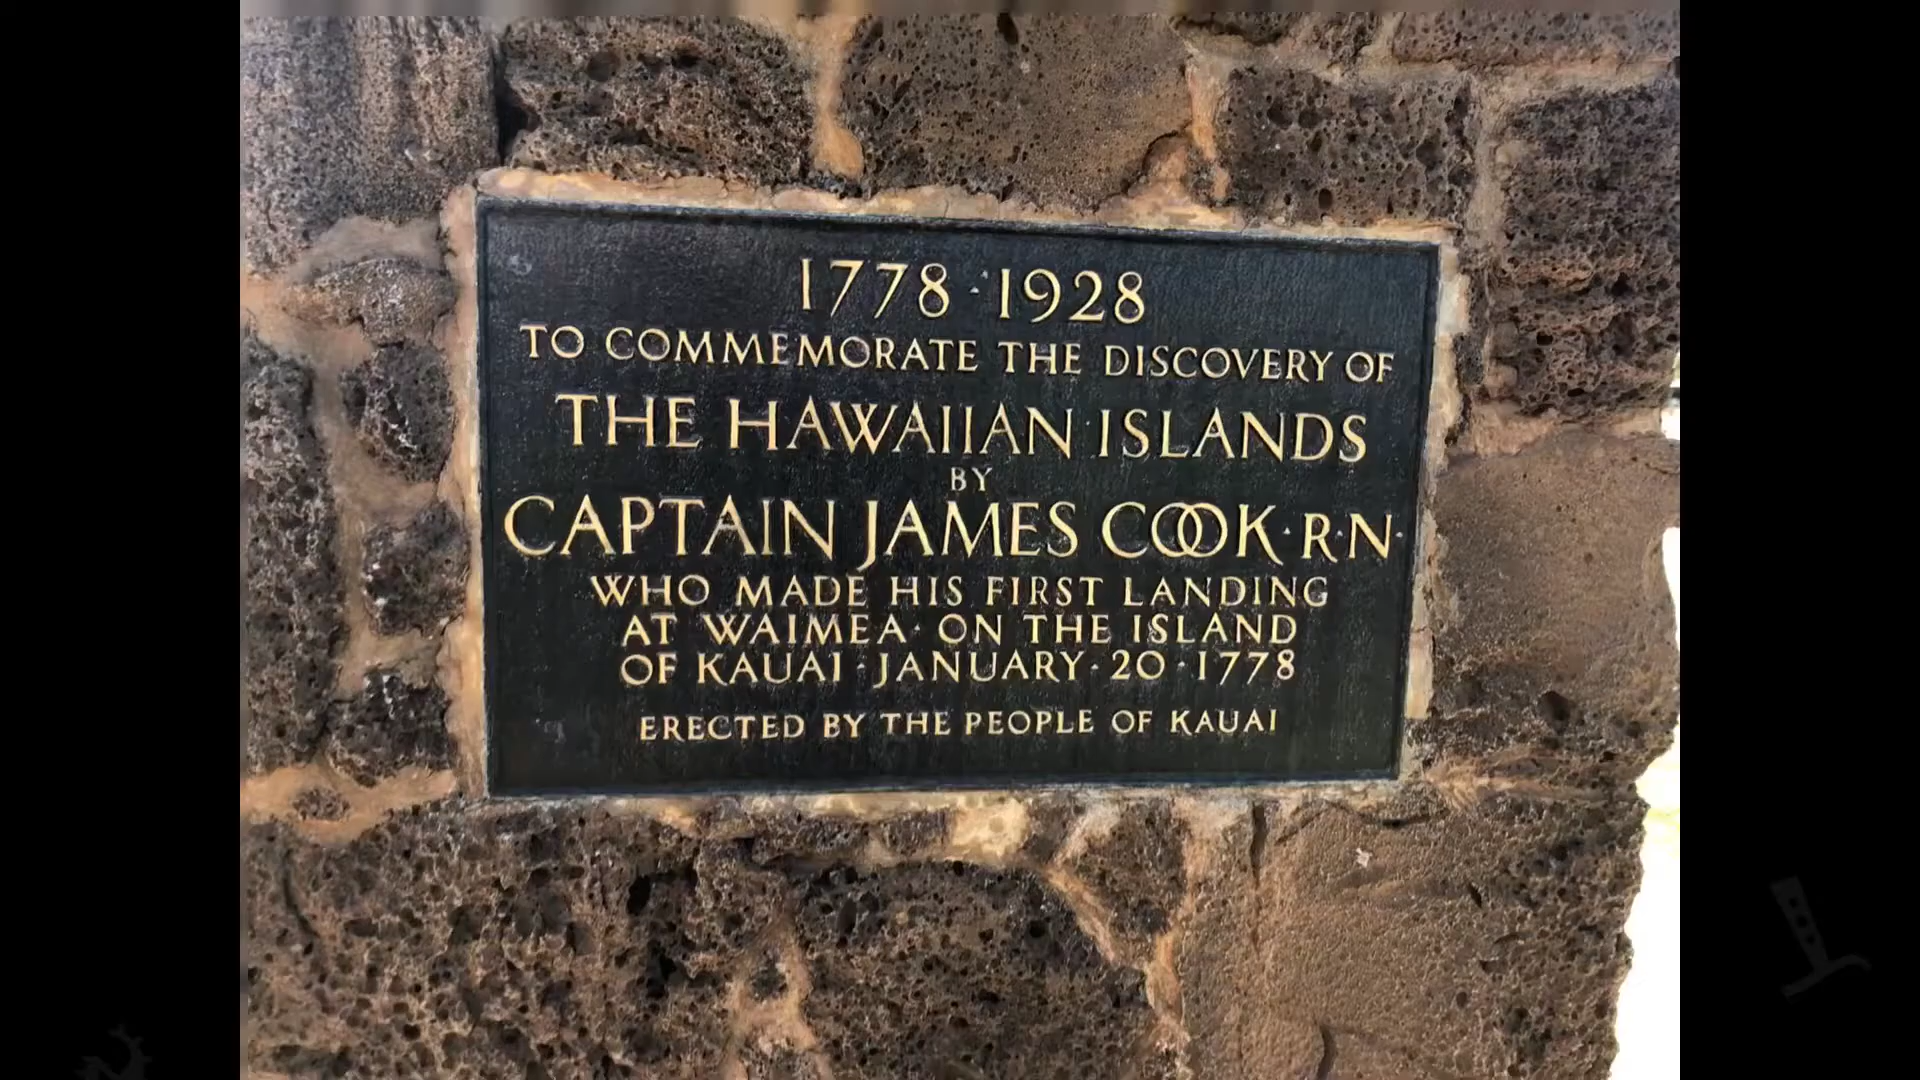 1778·1928
TO COMMEMORATE THE DISCOVERY OF
THE HAWAIIAN·ISLANDS
BY
CAPTAIN JAMES COOK·R·N·
WHO MADE HIS FIRST LANDING
AT WAIMEA· ON THE ISLAND
OF KAUAI·JANUARY·20·1778
ERECTED BY THE PEOPLE OF KAUAI